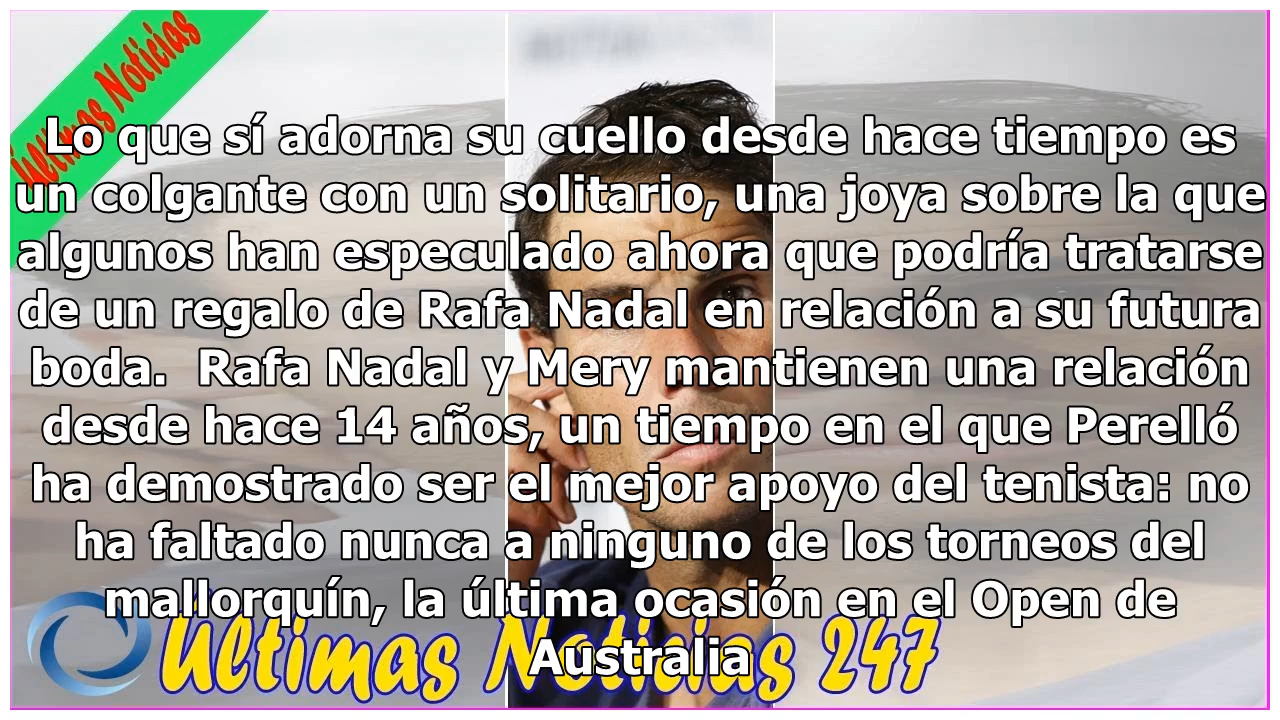 Últimas Noticias
Lo que sí adorna su cuello desde hace tiempo es
un colgante con un solitario, una joya sobre la que
algunos han especulado ahora que podría tratarse
de un regalo de Rafa Nadal en relación a su futura
boda.  Rafa Nadal y Mery mantienen una relación
desde hace 14 años, un tiempo en el que Perelló
ha demostrado ser el mejor apoyo del tenista: no
ha faltado nunca a ninguno de los torneos del
mallorquín, la última ocasión en el Open de
Australia
Últimas Noticias 247